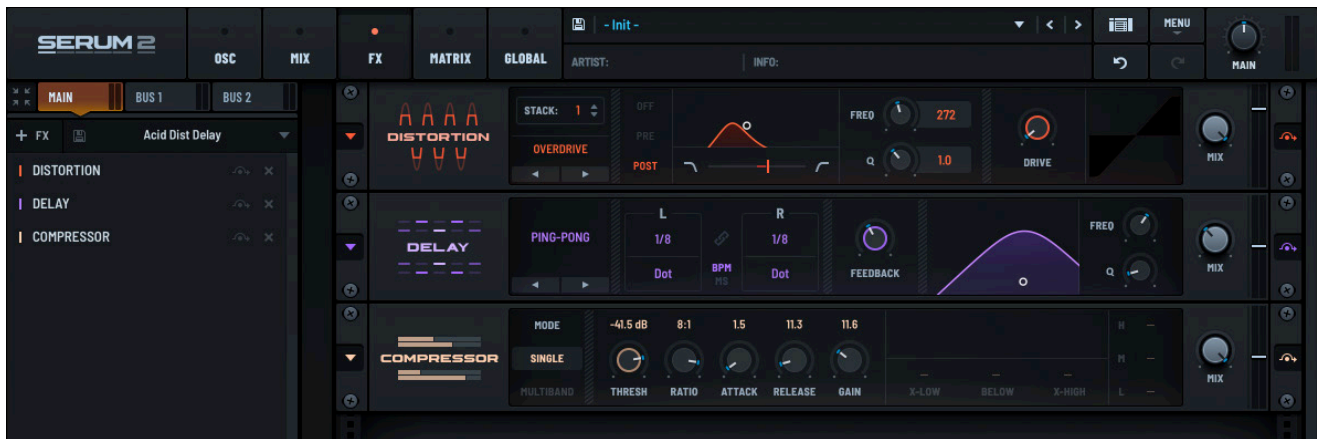 SERUM 2
OSC
MIX
FX
MATRIX
GLOBAL
- Init -
MENU
ARTIST:
INFO:
MAIN
MAIN
BUS 1
BUS 2
+ FX
Acid Dist Delay
DISTORTION
DELAY
COMPRESSOR
DISTORTION
STACK: 1
OVERDRIVE
OFF
PRE
POST
FREQ 272
Q 1.0
DRIVE
MIX
DELAY
PING-PONG
L
R
1/8
1/8
Dot
BPM
MS
Dot
FEEDBACK
FREQ
Q
MIX
COMPRESSOR
MODE
SINGLE
MULTIBAND
-41.5 dB 8:1 1.5 11.3 11.6
THRESH RATIO ATTACK RELEASE GAIN
X-LOW BELOW X-HIGH
H
M
L
MIX